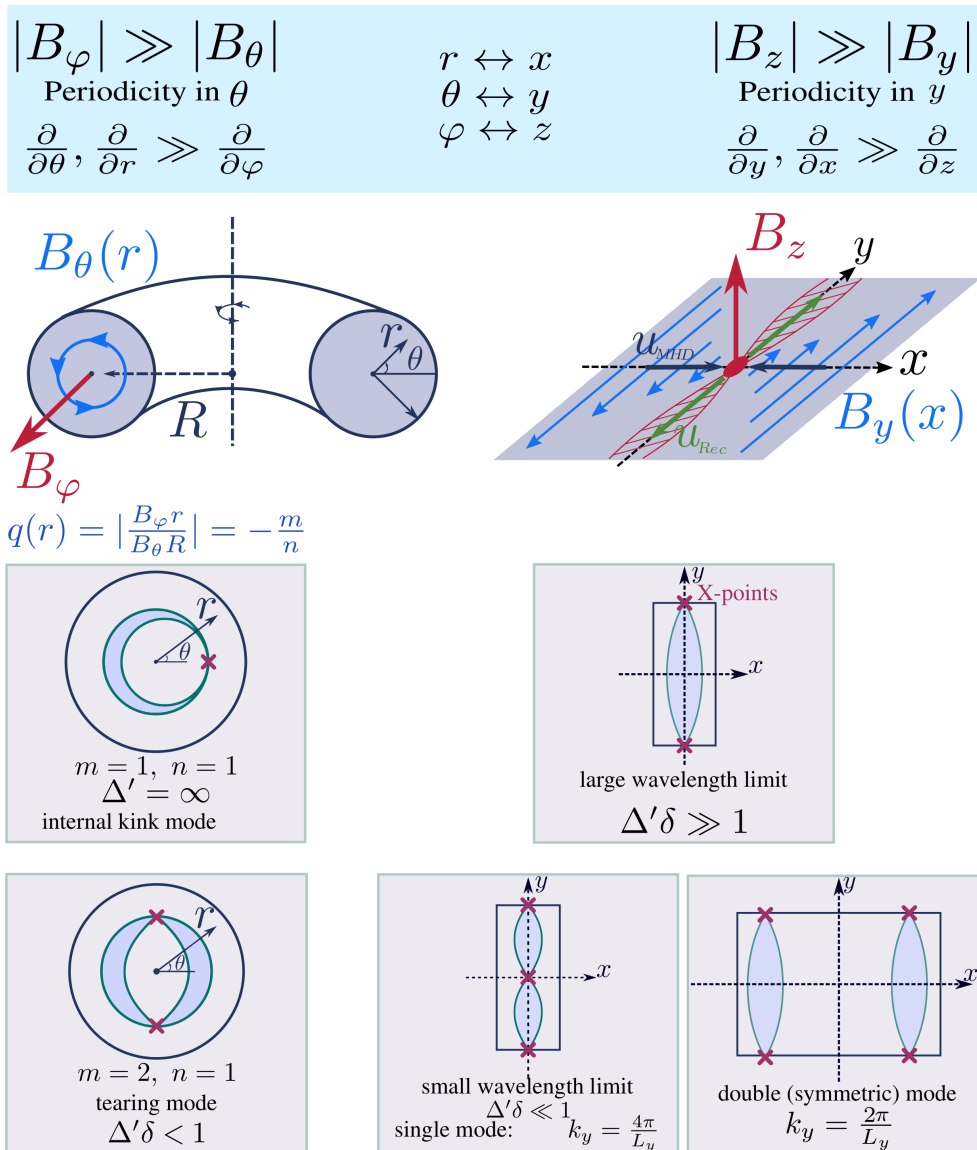 |B_φ| ≫ |B_θ|
Periodicity in θ
∂/∂θ, ∂/∂r ≫ ∂/∂φ
r ↔ x
θ ↔ y
φ ↔ z
|B_z| ≫ |B_y|
Periodicity in y
∂/∂y, ∂/∂x ≫ ∂/∂z
B_θ(r)
r
θ
R
B_φ
B_z
y
u_MHD
x
B_y(x)
u_Rec
q(r) = |B_φ r / B_θ R| = −m/n
r
θ
m = 1, n = 1
Δ′ = ∞
internal kink mode
y
X-points
x
large wavelength limit
Δ′δ ≫ 1
r
θ
m = 2, n = 1
tearing mode
Δ′δ < 1
y
x
small wavelength limit
Δ′δ ≪ 1
single mode: k_y = 4π/L_y
y
x
double (symmetric) mode
k_y = 2π/L_y